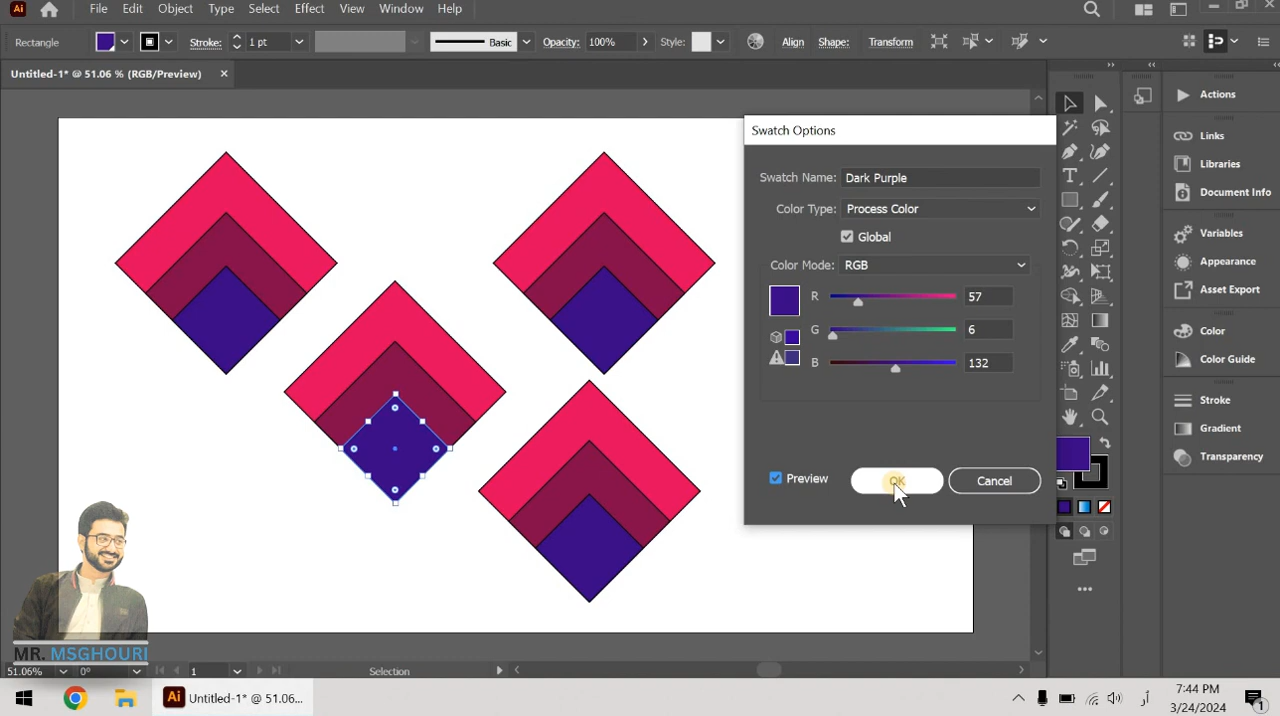 Ai File Edit Object Type Select Effect View Window Help
Rectangle Stroke: 1 pt Basic Opacity: 100% Style: Align Shape: Transform
Untitled-1* @ 51.06 % (RGB/Preview) ×
Swatch Options
Swatch Name: Dark Purple
Color Type: Process Color
Global
Color Mode: RGB
R 57
G 6
B 132
Preview OK Cancel
Actions
Links
Libraries
Document Info
Variables
Appearance
Asset Export
Color
Color Guide
Stroke
Gradient
Transparency
MR. MSGHOURI
51.06% 0° 1 Selection
Ai Untitled-1* @ 51.06... 7:44 PM
3/24/2024 1